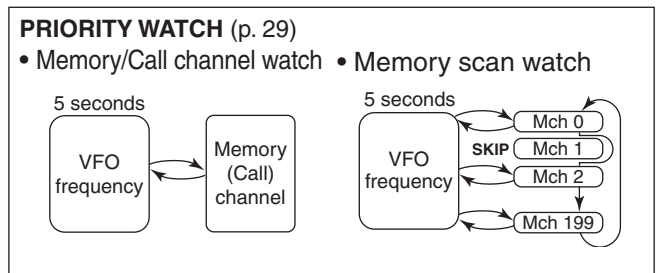 PRIORITY WATCH (p. 29)
• Memory/Call channel watch
5 seconds
VFO
frequency
Memory
(Call)
channel
• Memory scan watch
5 seconds
VFO
frequency
Mch 0
SKIP Mch 1
Mch 2
Mch 199